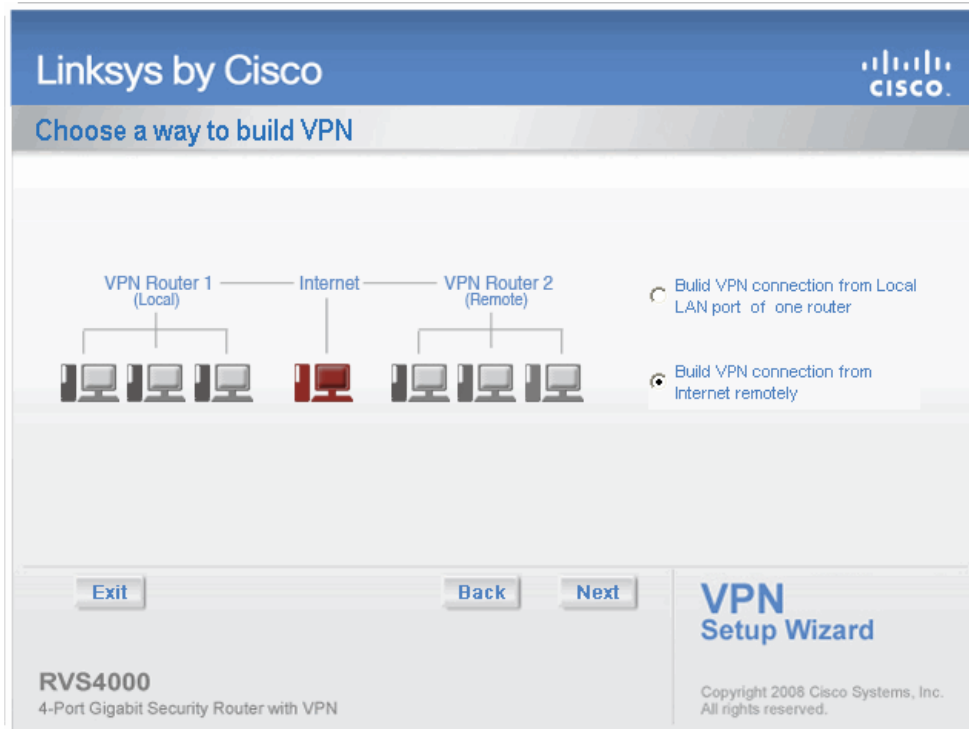 Linksys by Cisco
CISCO.
Choose a way to build VPN
VPN Router 1
(Local)
Internet
VPN Router 2
(Remote)
Bulid VPN connection from Local
LAN port of one router
Build VPN connection from
Internet remotely
Exit
Back
Next
VPN
Setup Wizard
RVS4000
4-Port Gigabit Security Router with VPN
Copyright 2008 Cisco Systems, Inc.
All rights reserved.